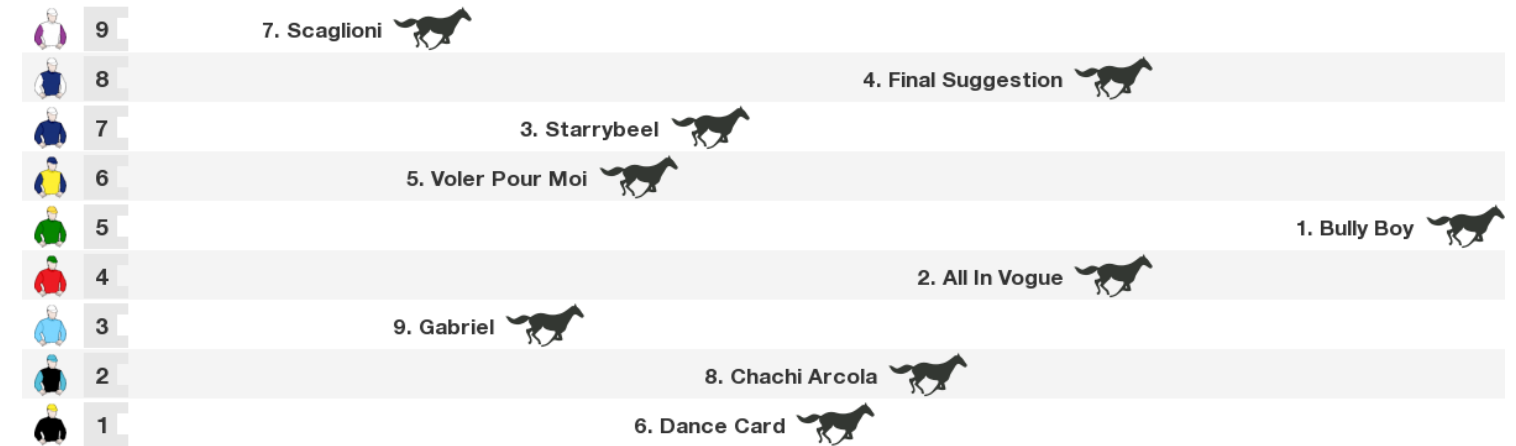 9 7. Scaglioni
8 4. Final Suggestion
7 3. Starrybeel
6 5. Voler Pour Moi
5 1. Bully Boy
4 2. All In Vogue
3 9. Gabriel
2 8. Chachi Arcola
1 6. Dance Card